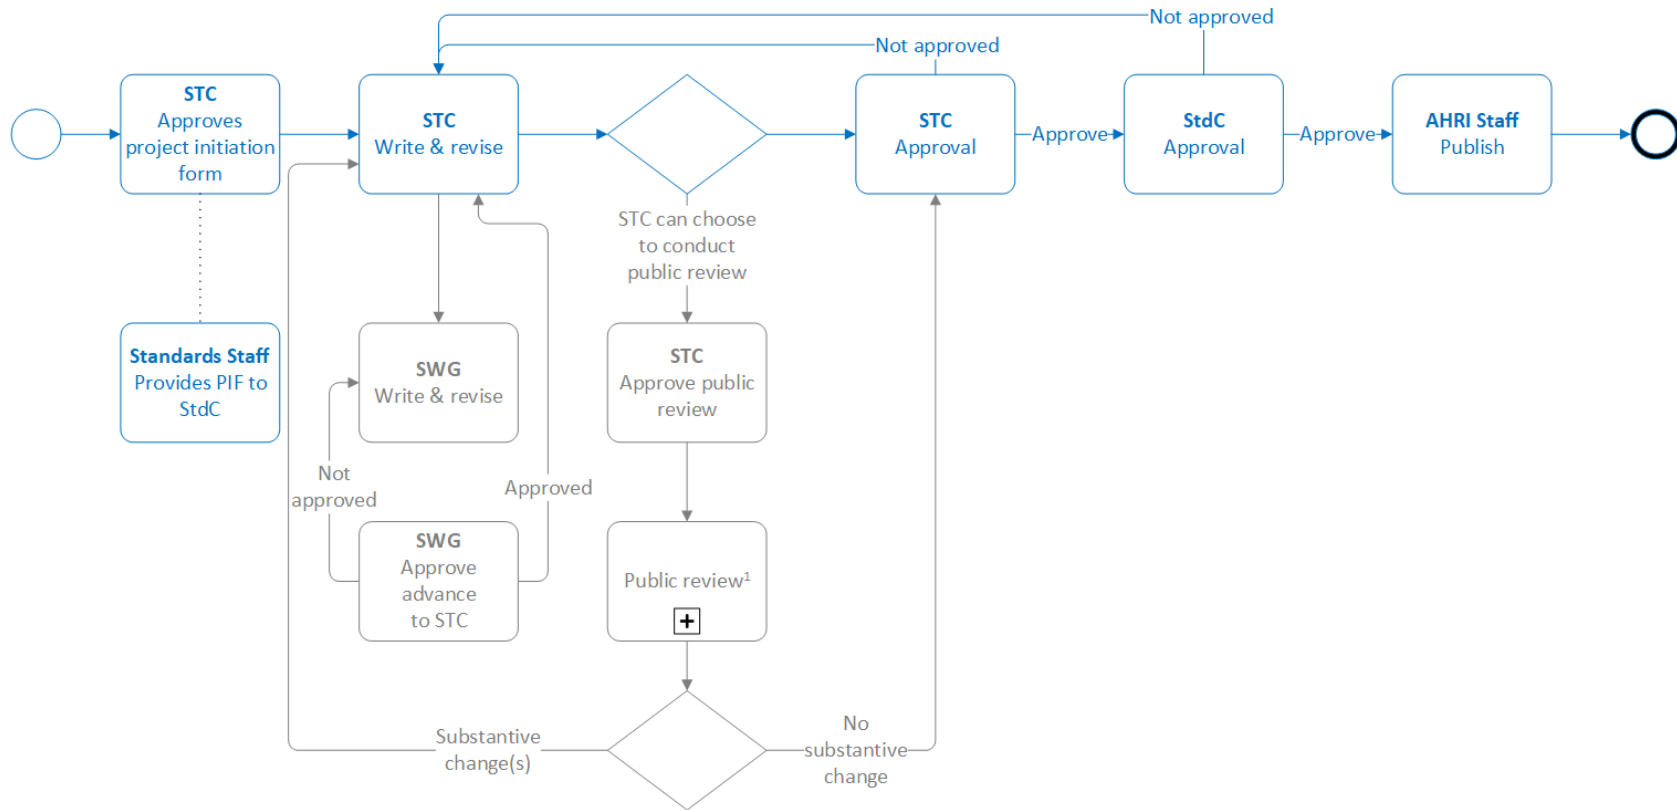 Not approved
Not approved
STC
Approves
project initiation
form
STC
Write & revise
STC
Approval
Approve
StdC
Approval
Approve
AHRI Staff
Publish
STC can choose
to conduct
public review
Standards Staff
Provides PIF to
StdC
SWG
Write & revise
STC
Approve public
review
Not
approved
Approved
SWG
Approve
advance
to STC
Public review¹
Substantive
change(s)
No
substantive
change